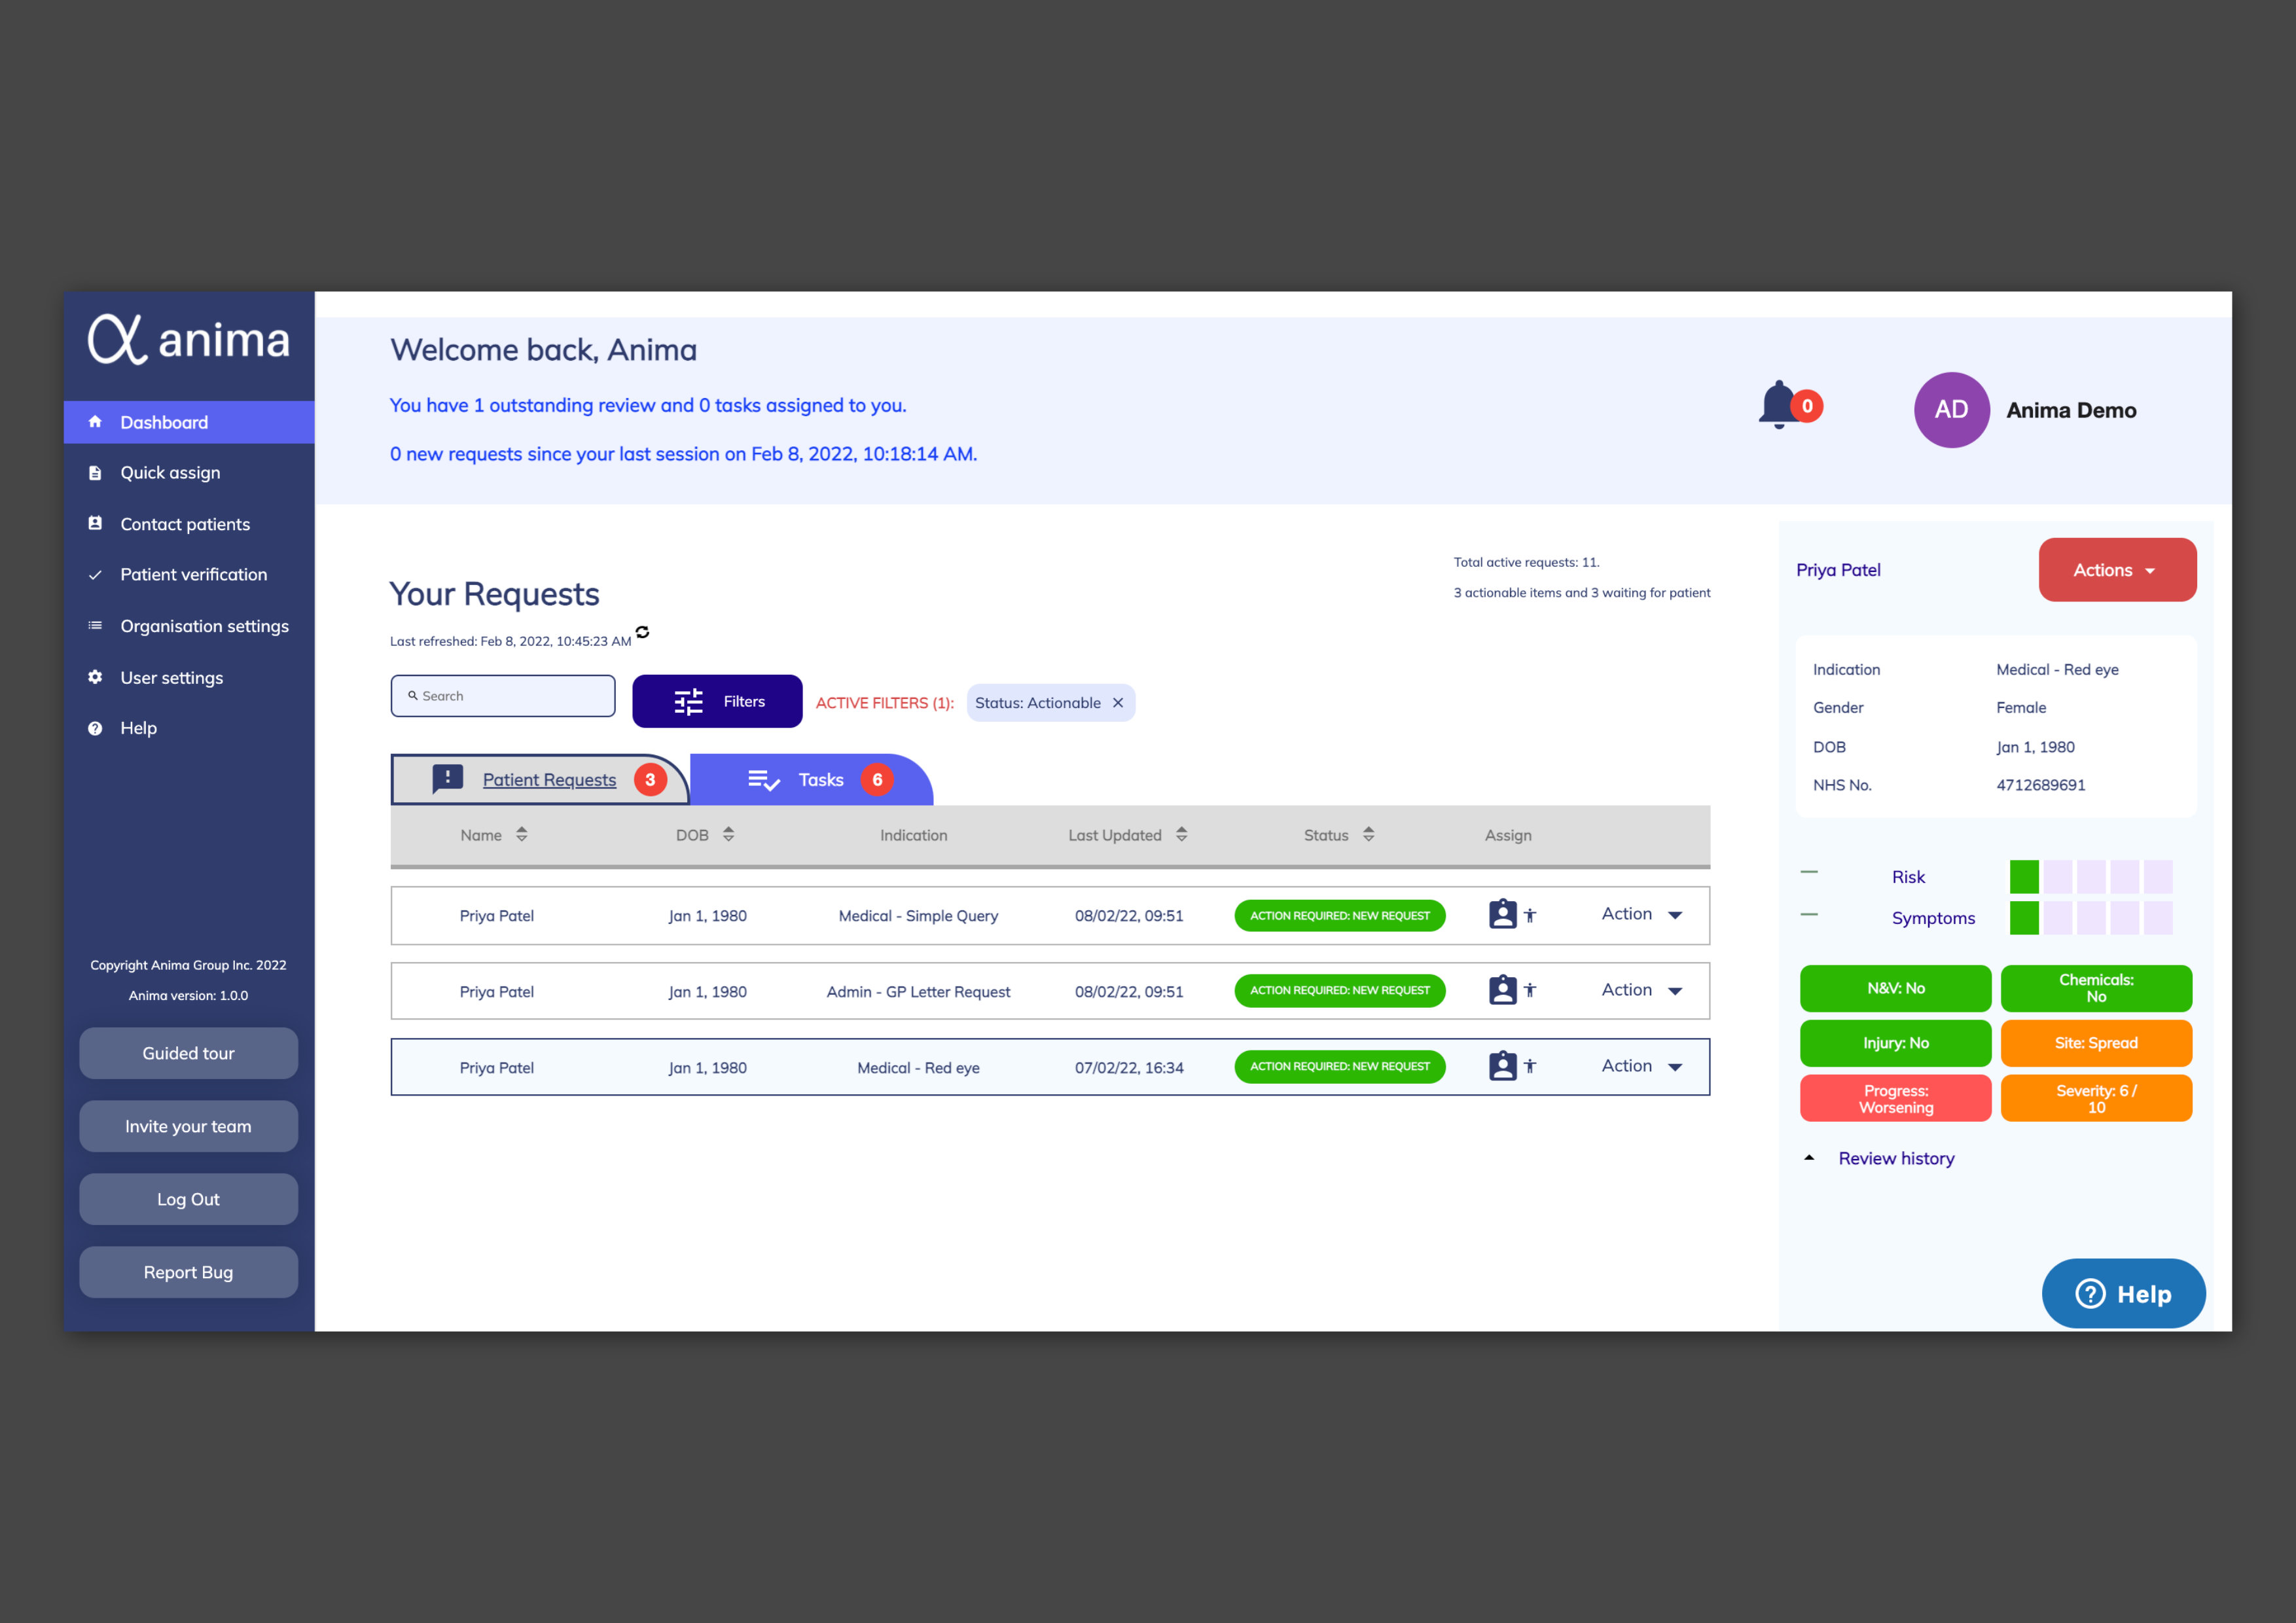 anima
Dashboard
Quick assign
Contact patients
Patient verification
Organisation settings
User settings
Help
Copyright Anima Group Inc. 2022
Anima version: 1.0.0
Guided tour
Invite your team
Log Out
Report Bug
Welcome back, Anima
You have 1 outstanding review and 0 tasks assigned to you.
0 new requests since your last session on Feb 8, 2022, 10:18:14 AM.
0
AD Anima Demo
Your Requests
Last refreshed: Feb 8, 2022, 10:45:23 AM
Total active requests: 11.
3 actionable items and 3 waiting for patient
Search
Filters
ACTIVE FILTERS (1):
Status: Actionable
Patient Requests 3
Tasks 6
Name DOB Indication Last Updated Status Assign
Priya Patel Jan 1, 1980 Medical - Simple Query 08/02/22, 09:51 ACTION REQUIRED: NEW REQUEST Action
Priya Patel Jan 1, 1980 Admin - GP Letter Request 08/02/22, 09:51 ACTION REQUIRED: NEW REQUEST Action
Priya Patel Jan 1, 1980 Medical - Red eye 07/02/22, 16:34 ACTION REQUIRED: NEW REQUEST Action
Priya Patel
Actions
Indication Medical - Red eye
Gender Female
DOB Jan 1, 1980
NHS No. 4712689691
Risk
Symptoms
N&V: No
Chemicals:
No
Injury: No
Site: Spread
Progress:
Worsening
Severity: 6 /
10
Review history
Help